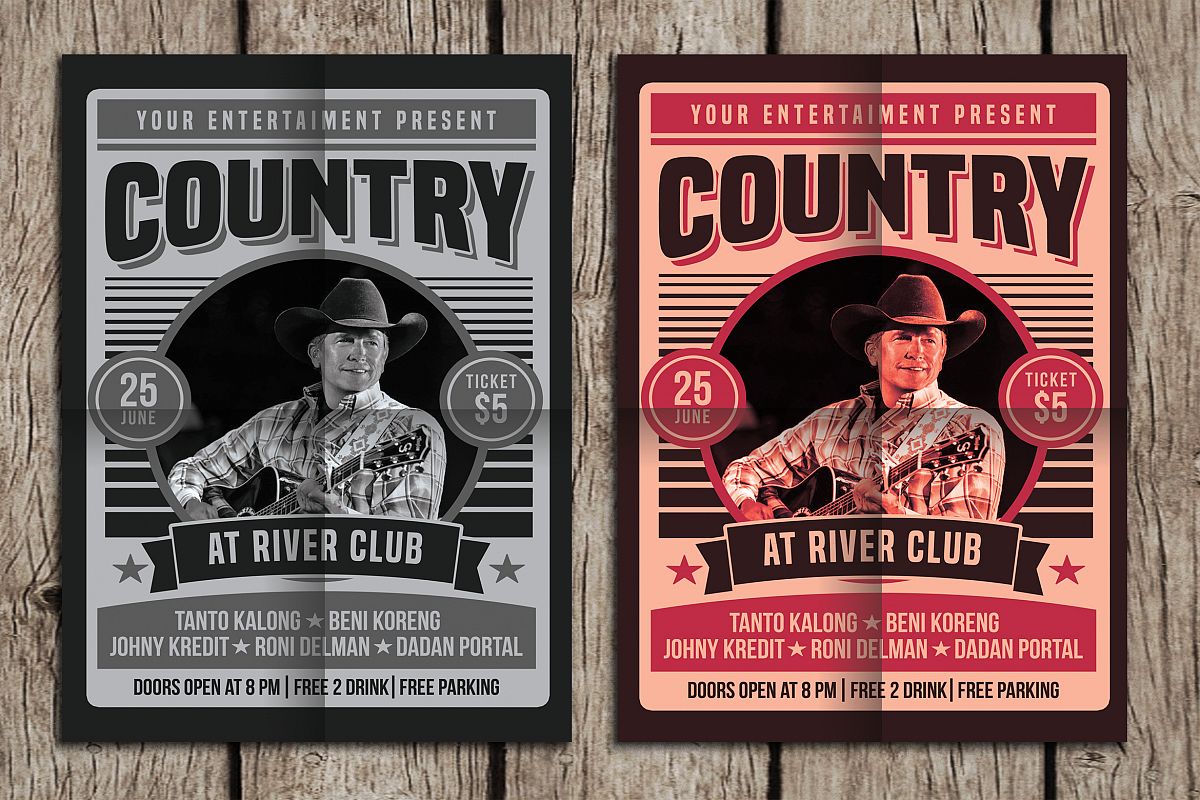 YOUR ENTERTAIMENT PRESENT
COUNTRY
25
JUNE
TICKET
$5
AT RIVER CLUB
TANTO KALONG ★ BENI KORENG
JOHNY KREDIT ★ RONI DELMAN ★ DADAN PORTAL
DOORS OPEN AT 8 PM | FREE 2 DRINK | FREE PARKING
YOUR ENTERTAIMENT PRESENT
COUNTRY
25
JUNE
TICKET
$5
AT RIVER CLUB
TANTO KALONG ★ BENI KORENG
JOHNY KREDIT ★ RONI DELMAN ★ DADAN PORTAL
DOORS OPEN AT 8 PM | FREE 2 DRINK | FREE PARKING